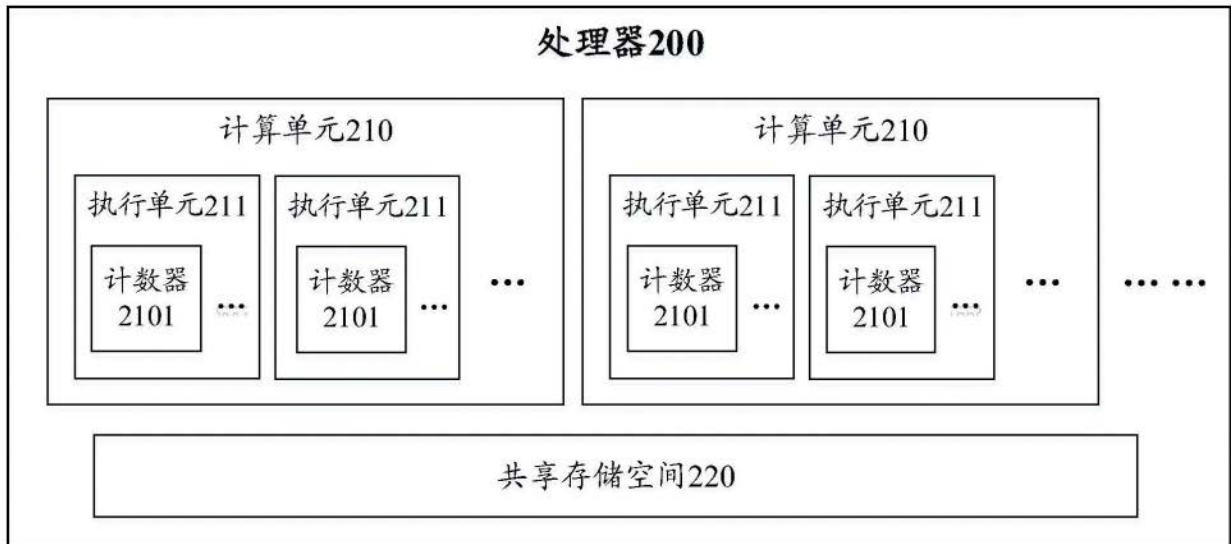 处理器200
计算单元210
执行单元211
计数器
2101
...
执行单元211
计数器
2101
...
...
计算单元210
执行单元211
计数器
2101
...
执行单元211
计数器
2101
...
...
... ...
共享存储空间220